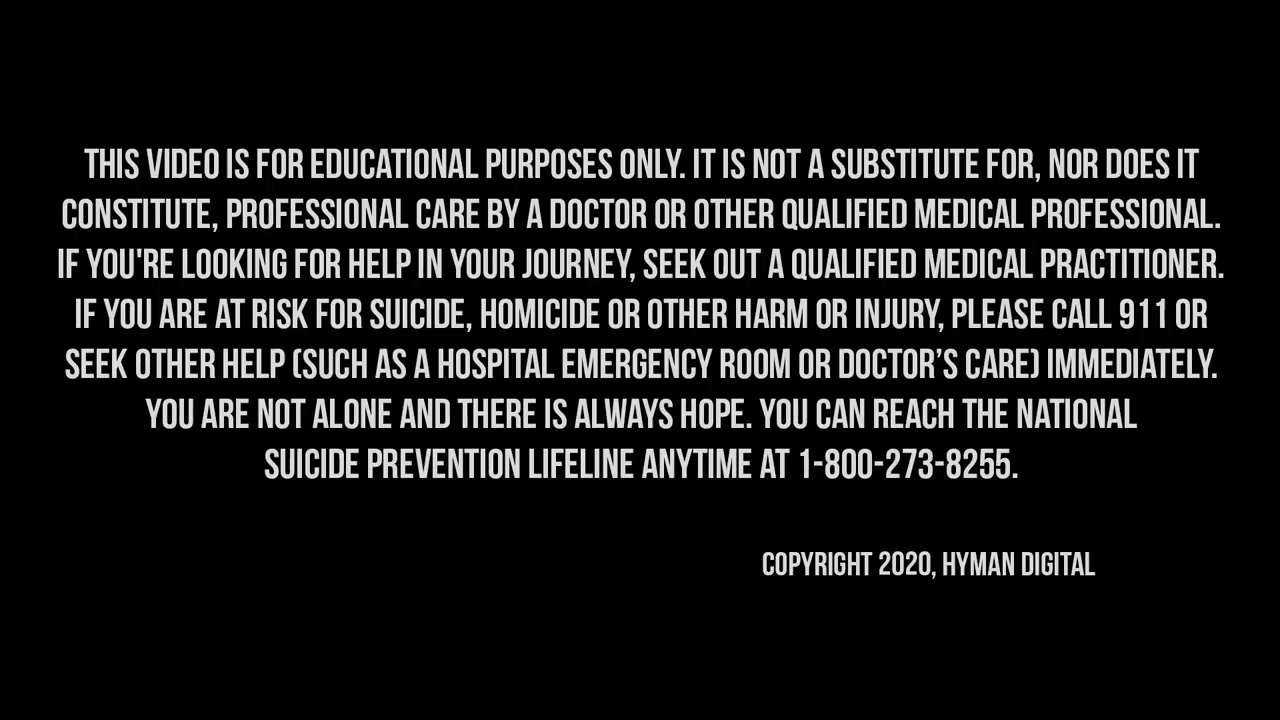 THIS VIDEO IS FOR EDUCATIONAL PURPOSES ONLY. IT IS NOT A SUBSTITUTE FOR, NOR DOES IT
CONSTITUTE, PROFESSIONAL CARE BY A DOCTOR OR OTHER QUALIFIED MEDICAL PROFESSIONAL.
IF YOU'RE LOOKING FOR HELP IN YOUR JOURNEY, SEEK OUT A QUALIFIED MEDICAL PRACTITIONER.
IF YOU ARE AT RISK FOR SUICIDE, HOMICIDE OR OTHER HARM OR INJURY, PLEASE CALL 911 OR
SEEK OTHER HELP (SUCH AS A HOSPITAL EMERGENCY ROOM OR DOCTOR’S CARE) IMMEDIATELY.
YOU ARE NOT ALONE AND THERE IS ALWAYS HOPE. YOU CAN REACH THE NATIONAL
SUICIDE PREVENTION LIFELINE ANYTIME AT 1-800-273-8255.
COPYRIGHT 2020, HYMAN DIGITAL